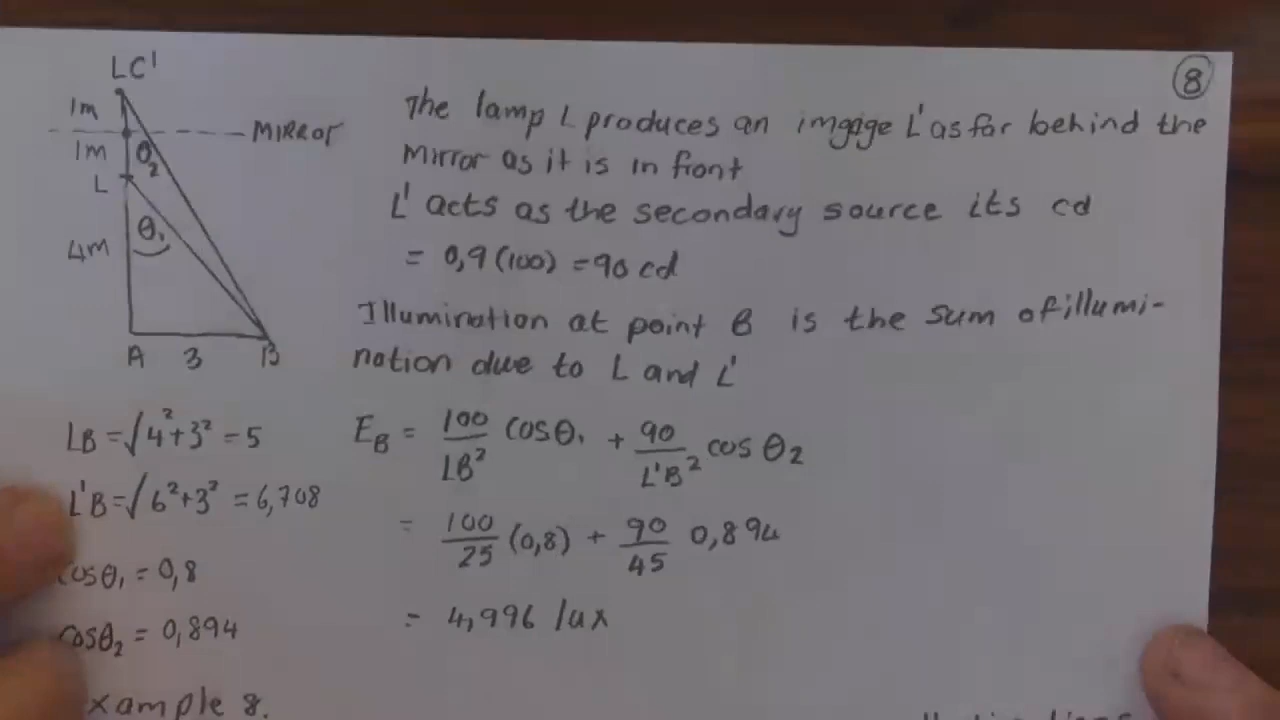 8
LC'
1m
MIRROR
1m
θ2
L
θ1
4m
A 3 B
The lamp L produces an imgage L' as far behind the
mirror as it is in front
L' acts as the secondary source its cd
= 0,9 (100) = 90 cd
Illumination at point B is the sum of illumi-
nation due to L and L'
LB = √4²+3² = 5
L'B = √6²+3² = 6,708
cosθ1 = 0,8
cosθ2 = 0,894
E_B = 100/LB² cosθ1 + 90/L'B² cosθ2
= 100/25 (0,8) + 90/45 0,894
= 4,996 lux
xample 8.